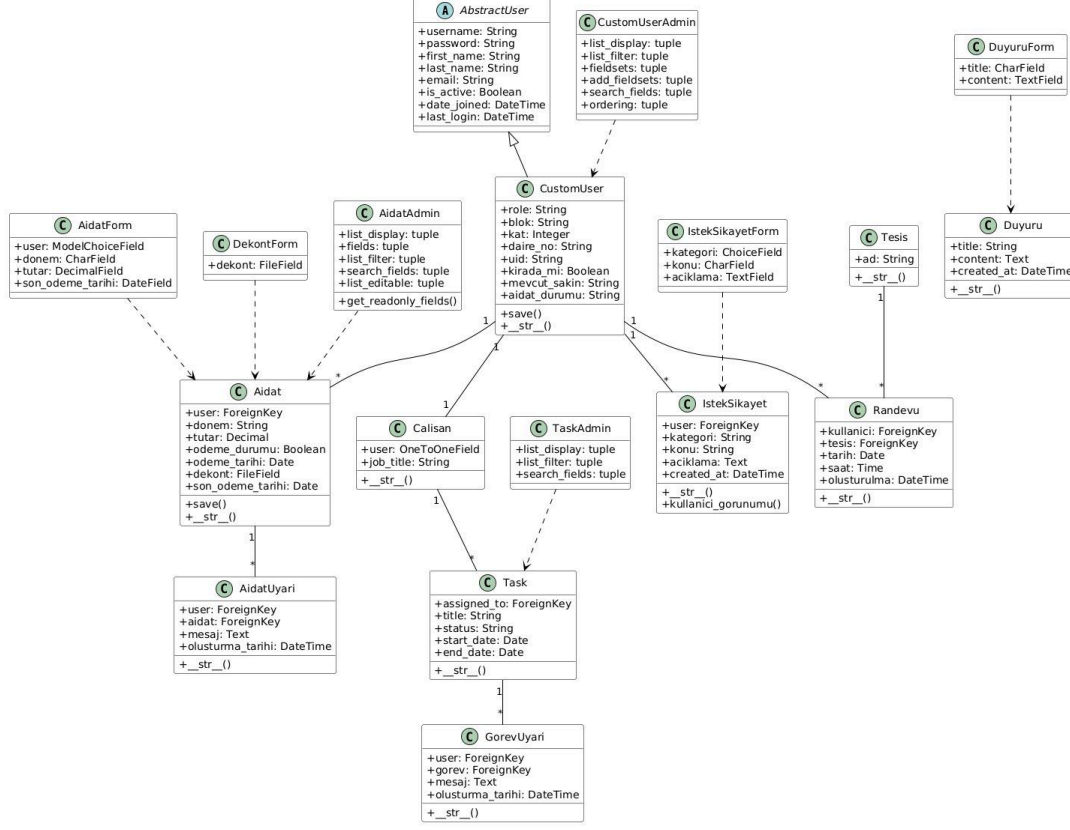 A AbstractUser
+username: String
+password: String
+first_name: String
+last_name: String
+email: String
+is_active: Boolean
+date_joined: DateTime
+last_login: DateTime
C CustomUserAdmin
+list_display: tuple
+list_filter: tuple
+fieldsets: tuple
+add_fieldsets: tuple
+search_fields: tuple
+ordering: tuple
C DuyuruForm
+title: CharField
+content: TextField
C AidatForm
+user: ModelChoiceField
+donem: CharField
+tutar: DecimalField
+son_odeme_tarihi: DateField
C DekontForm
+dekont: FileField
C AidatAdmin
+list_display: tuple
+fields: tuple
+list_filter: tuple
+search_fields: tuple
+list_editable: tuple
+get_readonly_fields()
C CustomUser
+role: String
+blok: String
+kat: Integer
+daire_no: String
+uid: String
+kirada_mi: Boolean
+mevcut_sakin: String
+aidat_durumu: String
+save()
+__str__()
C IstekSikayetForm
+kategori: ChoiceField
+konu: CharField
+aciklama: TextField
C Tesis
+ad: String
+__str__()
C Duyuru
+title: String
+content: Text
+created_at: DateTime
+__str__()
1
1
1
1
1
*
1
*
*
*
C Aidat
+user: ForeignKey
+donem: String
+tutar: Decimal
+odeme_durumu: Boolean
+odeme_tarihi: Date
+dekont: FileField
+son_odeme_tarihi: Date
+save()
+__str__()
C Calisan
+user: OneToOneField
+job_title: String
+__str__()
C TaskAdmin
+list_display: tuple
+list_filter: tuple
+search_fields: tuple
C IstekSikayet
+user: ForeignKey
+kategori: String
+konu: String
+aciklama: Text
+created_at: DateTime
+__str__()
+kullanici_gorunumu()
C Randevu
+kullanici: ForeignKey
+tesis: ForeignKey
+tarih: Date
+saat: Time
+olusturulma: DateTime
+__str__()
1
*
1
*
C AidatUyari
+user: ForeignKey
+aidat: ForeignKey
+mesaj: Text
+olusturma_tarihi: DateTime
+__str__()
C Task
+assigned_to: ForeignKey
+title: String
+status: String
+start_date: Date
+end_date: Date
+__str__()
1
*
C GorevUyari
+user: ForeignKey
+gorev: ForeignKey
+mesaj: Text
+olusturma_tarihi: DateTime
+__str__()